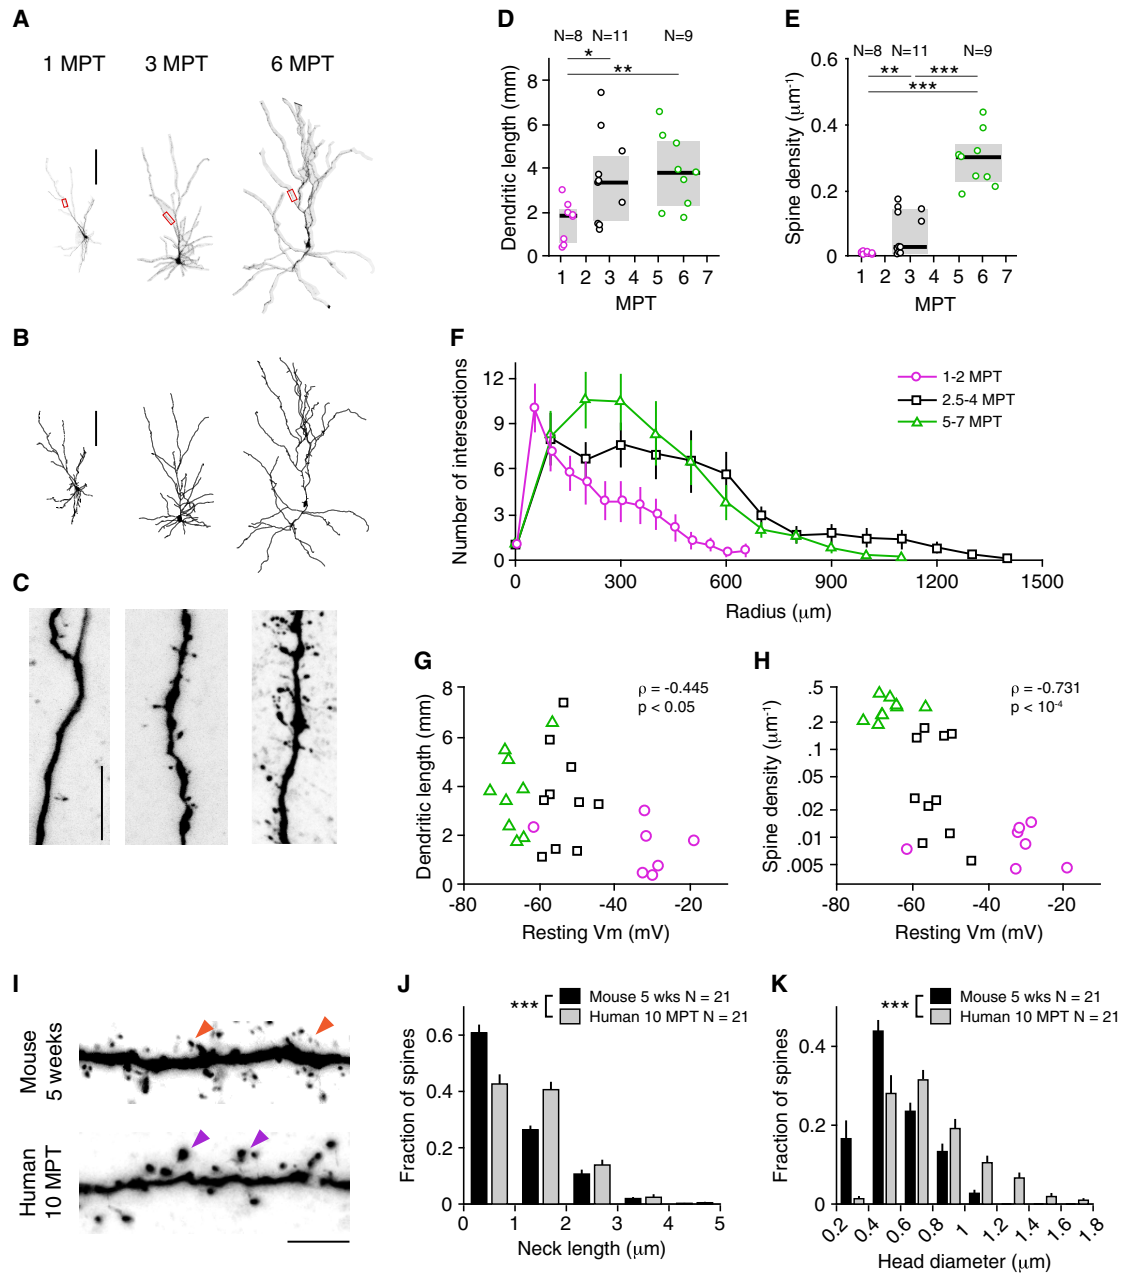 A
1 MPT 3 MPT 6 MPT
B
C
D
N=8 N=11 N=9
*
**
Dendritic length (mm)
8
6
4
2
0
1 2 3 4 5 6 7
MPT
E
N=8 N=11 N=9
** ***
***
Spine density (μm-1)
0.6
0.4
0.2
0
1 2 3 4 5 6 7
MPT
F
Number of intersections
12
9
6
3
0
0 300 600 900 1200 1500
Radius (μm)
1-2 MPT
2.5-4 MPT
5-7 MPT
G
ρ = -0.445
p < 0.05
Dendritic length (mm)
8
6
4
2
0
-80 -60 -40 -20
Resting Vm (mV)
H
ρ = -0.731
p < 10-4
Spine density (μm-1)
.5
.2
.1
.05
.02
.01
.005
-80 -60 -40 -20
Resting Vm (mV)
I
Mouse
5 weeks
Human
10 MPT
J
***
Mouse 5 wks N = 21
Human 10 MPT N = 21
Fraction of spines
0.6
0.4
0.2
0
0 1 2 3 4 5
Neck length (μm)
K
***
Mouse 5 wks N = 21
Human 10 MPT N = 21
Fraction of spines
0.4
0.2
0
0.2 0.4 0.6 0.8 1 1.2 1.4 1.6 1.8
Head diameter (μm)